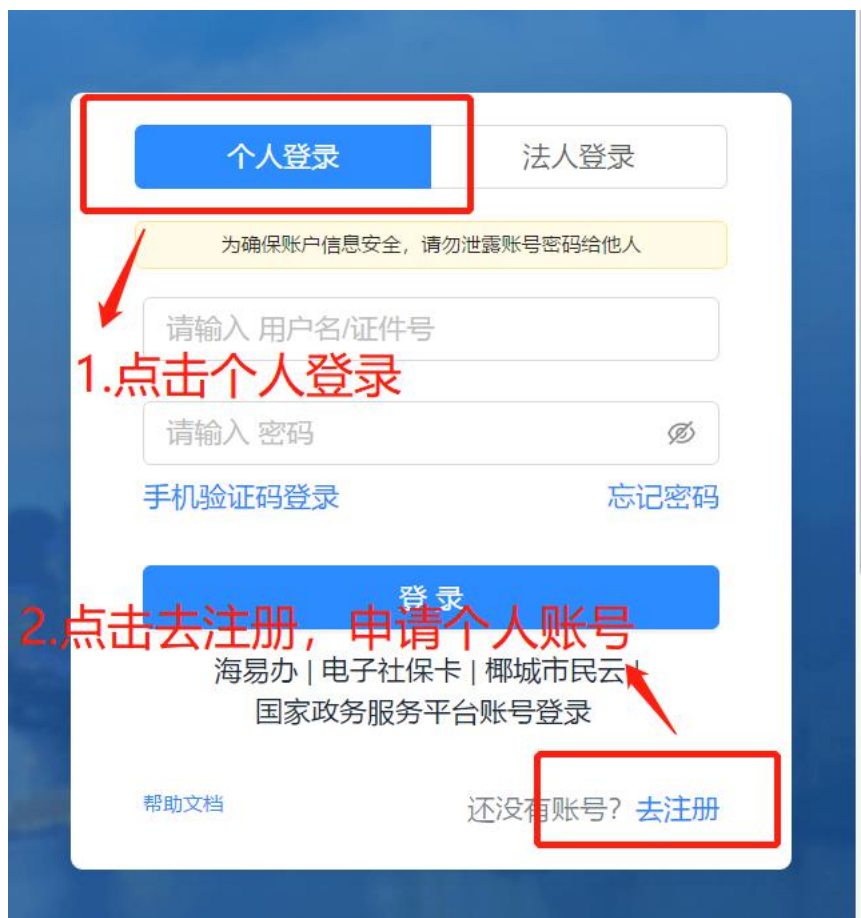 个人登录
法人登录
为确保账户信息安全，请勿泄露账号密码给他人
请输入 用户名/证件号
1.点击个人登录
请输入 密码
手机验证码登录
忘记密码
登 录
2.点击去注册，申请个人账号
海易办 | 电子社保卡 | 椰城市民云 |
国家政务服务平台账号登录
帮助文档
还没有账号？去注册